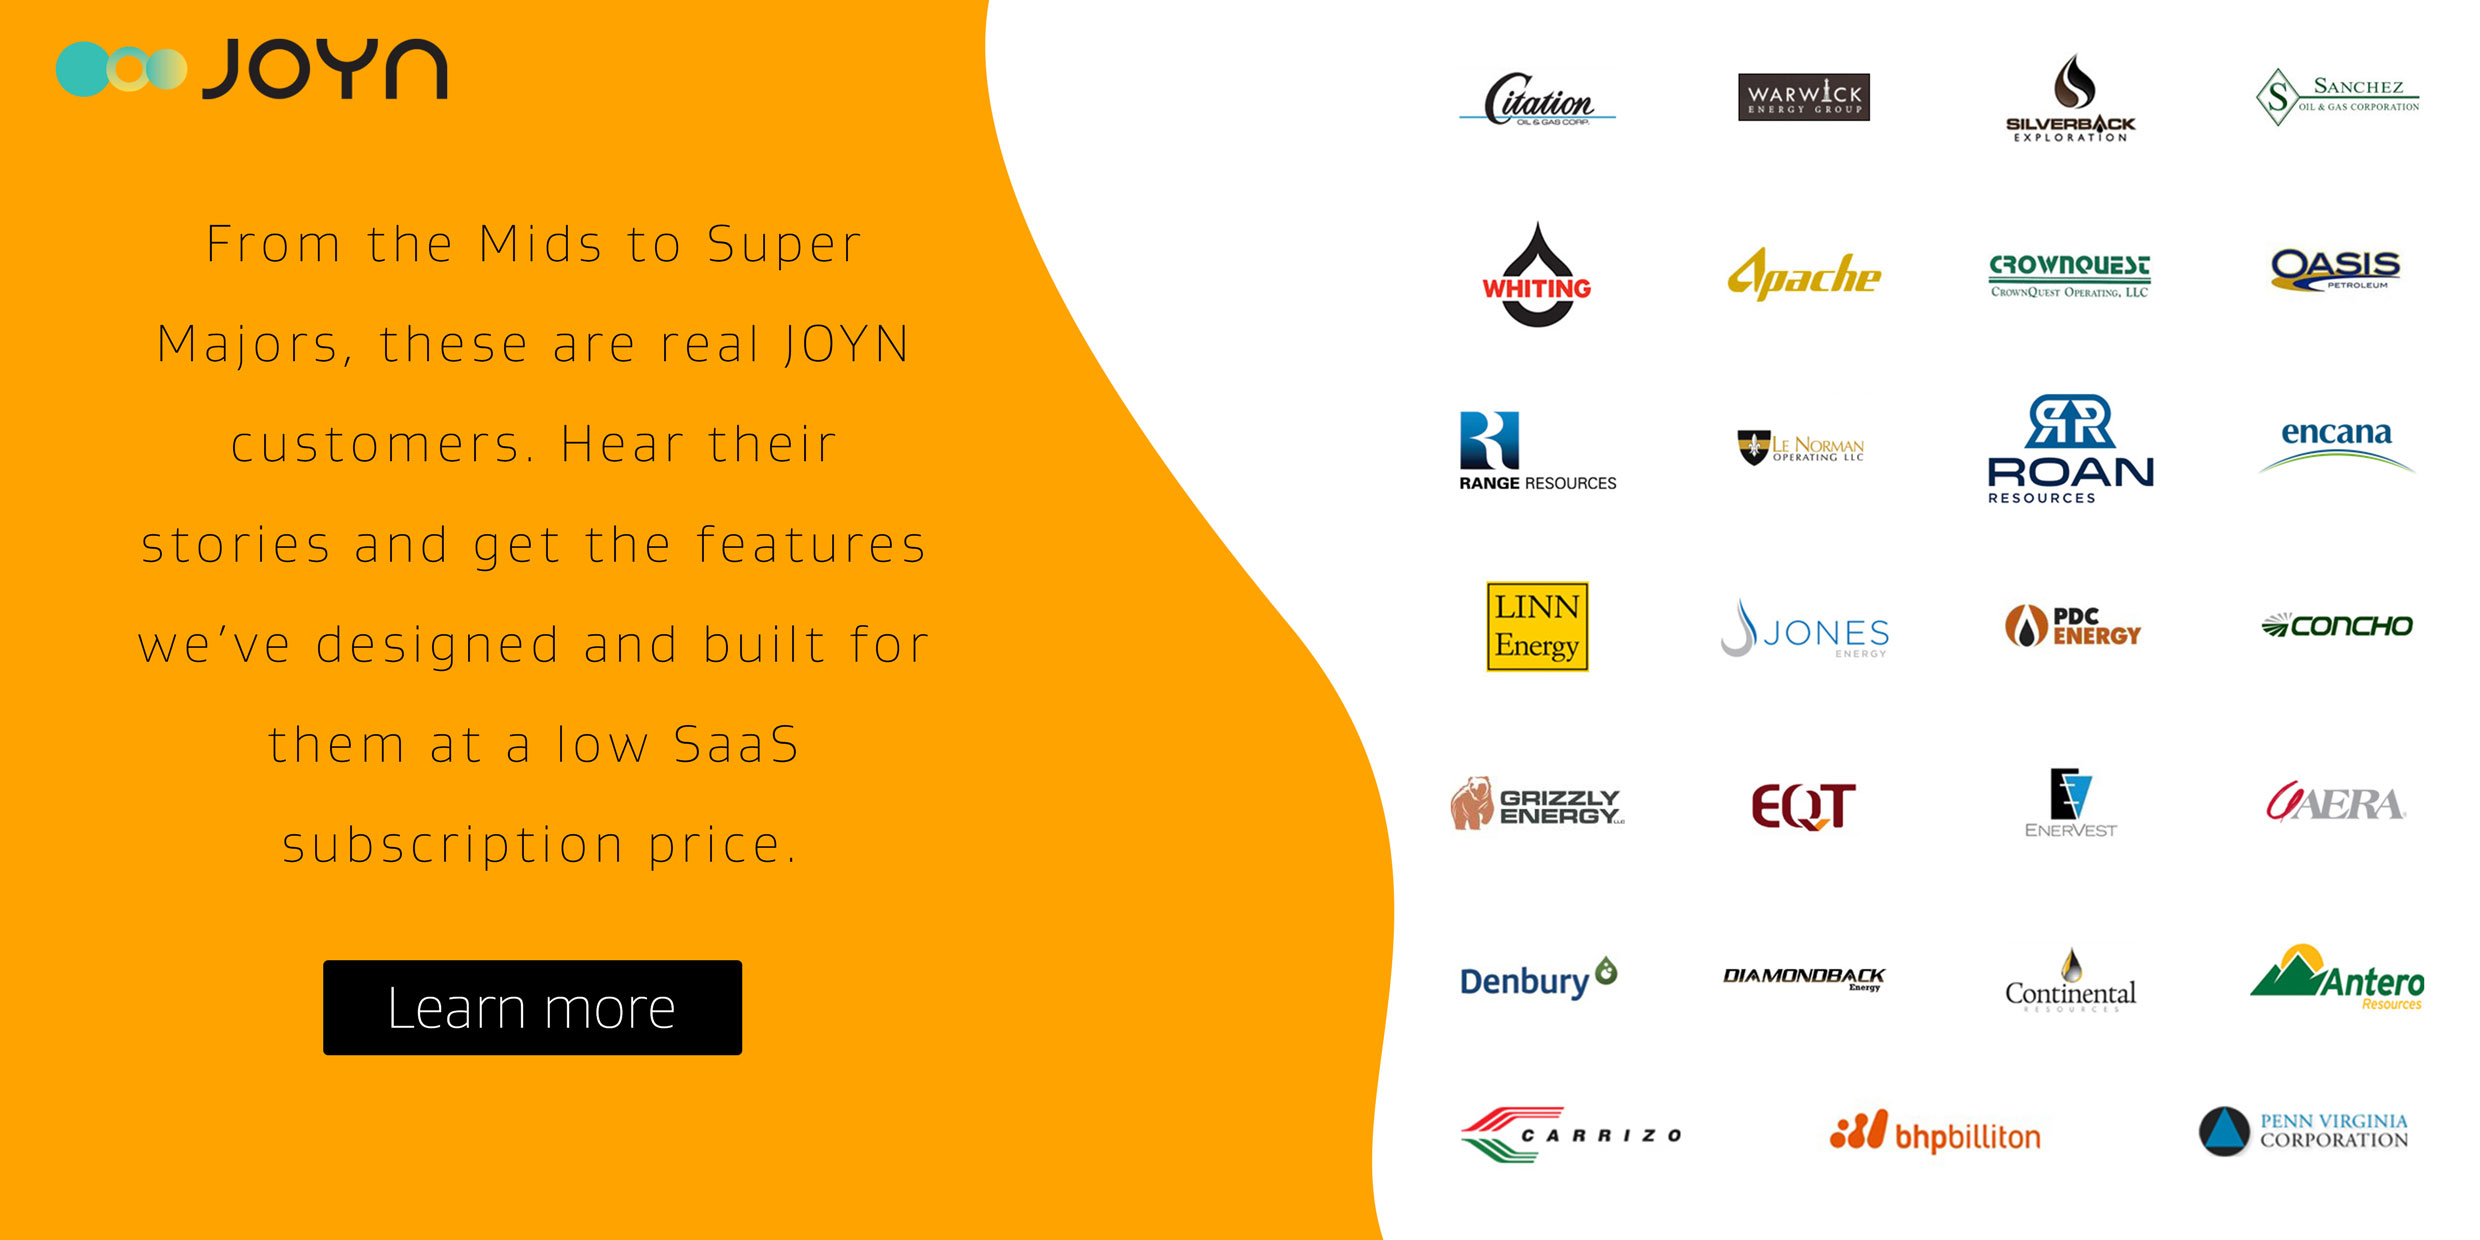 JOYN
From the Mids to Super
Majors, these are real JOYN
customers. Hear their
stories and get the features
we’ve designed and built for
them at a low SaaS
subscription price.
Learn more
Citation
OIL & GAS CORP.
WARWICK
ENERGY GROUP
SILVERBACK
EXPLORATION
S
SANCHEZ
OIL & GAS CORPORATION
WHITING
Apache
CROWNQUEST
CROWNQUEST OPERATING, LLC
OASIS
PETROLEUM
R
RANGE RESOURCES
LE NORMAN
OPERATING LLC
RR
ROAN
RESOURCES
encana
LINN
Energy
JONES
ENERGY
PDC
ENERGY
CONCHO
GRIZZLY
ENERGY LLC
EQT
ENERVEST
AERA
Denbury
DIAMONDBACK
Energy
Continental
RESOURCES
Antero
Resources
CARRIZO
bhpbilliton
PENN VIRGINIA
CORPORATION